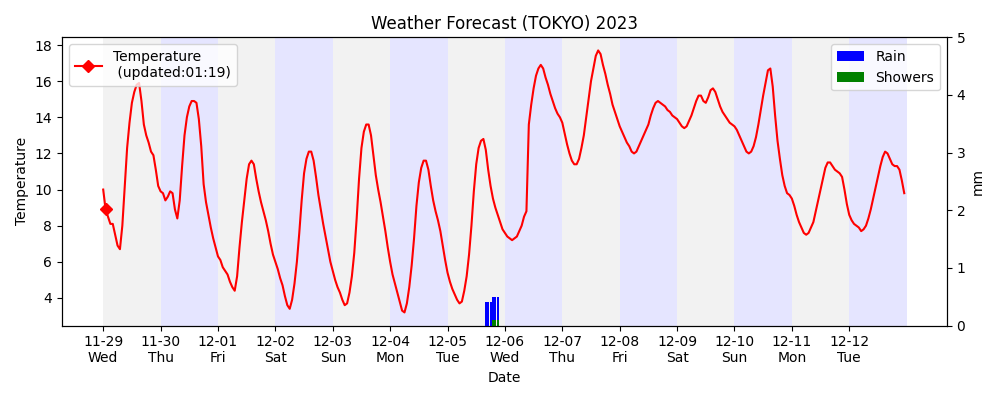 Weather Forecast (TOKYO) 2023
Temperature
(updated:01:19)
Rain
Showers
Temperature
18
16
14
12
10
8
6
4
5
4
3
2
1
0
mm
11-29 11-30 12-01 12-02 12-03 12-04 12-05 12-06 12-07 12-08 12-09 12-10 12-11 12-12
Wed Thu Fri Sat Sun Mon Tue Wed Thu Fri Sat Sun Mon Tue
Date